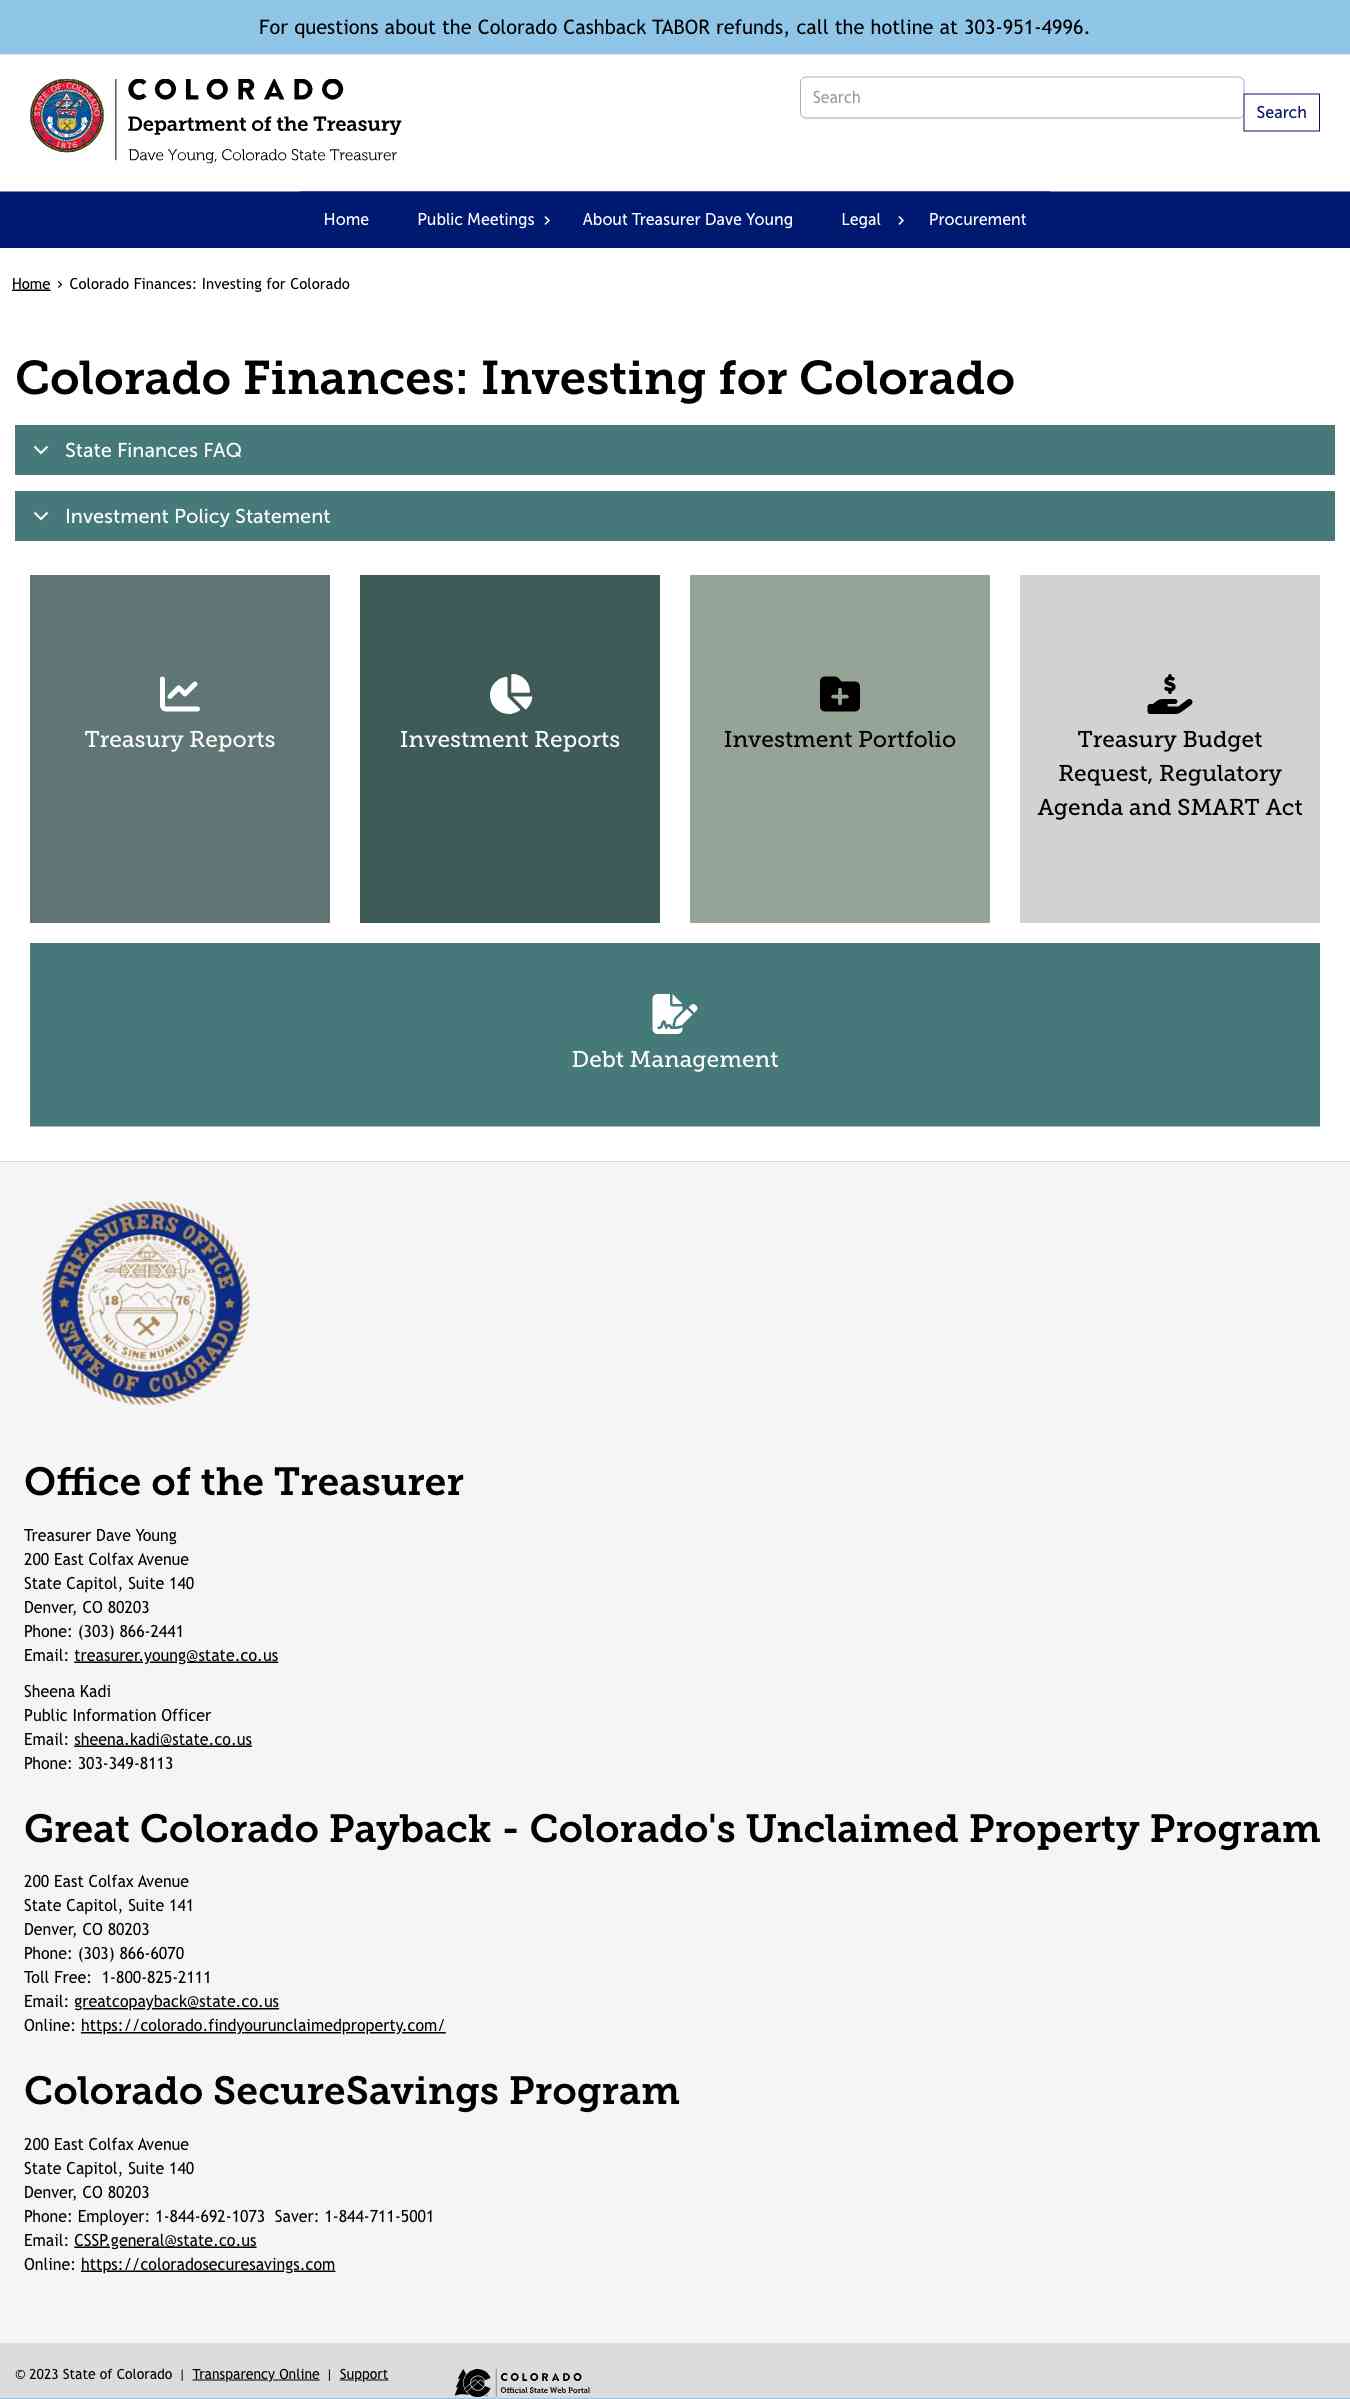 For questions about the Colorado Cashback TABOR refunds, call the hotline at 303-951-4996.
STATE OF COLORADO
1876
COLORADO
Department of the Treasury
Dave Young, Colorado State Treasurer
Search
Search
Home
Public Meetings
About Treasurer Dave Young
Legal
Procurement
Home › Colorado Finances: Investing for Colorado
Colorado Finances: Investing for Colorado
State Finances FAQ
Investment Policy Statement
Treasury Reports
Investment Reports
Investment Portfolio
Treasury Budget
Request, Regulatory
Agenda and SMART Act
Debt Management
TREASURERS OFFICE
18 76
NIL SINE NUMINE
STATE OF COLORADO
Office of the Treasurer
Treasurer Dave Young
200 East Colfax Avenue
State Capitol, Suite 140
Denver, CO 80203
Phone: (303) 866-2441
Email: treasurer.young@state.co.us
Sheena Kadi
Public Information Officer
Email: sheena.kadi@state.co.us
Phone: 303-349-8113
Great Colorado Payback - Colorado's Unclaimed Property Program
200 East Colfax Avenue
State Capitol, Suite 141
Denver, CO 80203
Phone: (303) 866-6070
Toll Free:  1-800-825-2111
Email: greatcopayback@state.co.us
Online: https://colorado.findyourunclaimedproperty.com/
Colorado SecureSavings Program
200 East Colfax Avenue
State Capitol, Suite 140
Denver, CO 80203
Phone: Employer: 1-844-692-1073  Saver: 1-844-711-5001
Email: CSSP.general@state.co.us
Online: https://coloradosecuresavings.com
© 2023 State of Colorado | Transparency Online | Support
COLORADO
Official State Web Portal